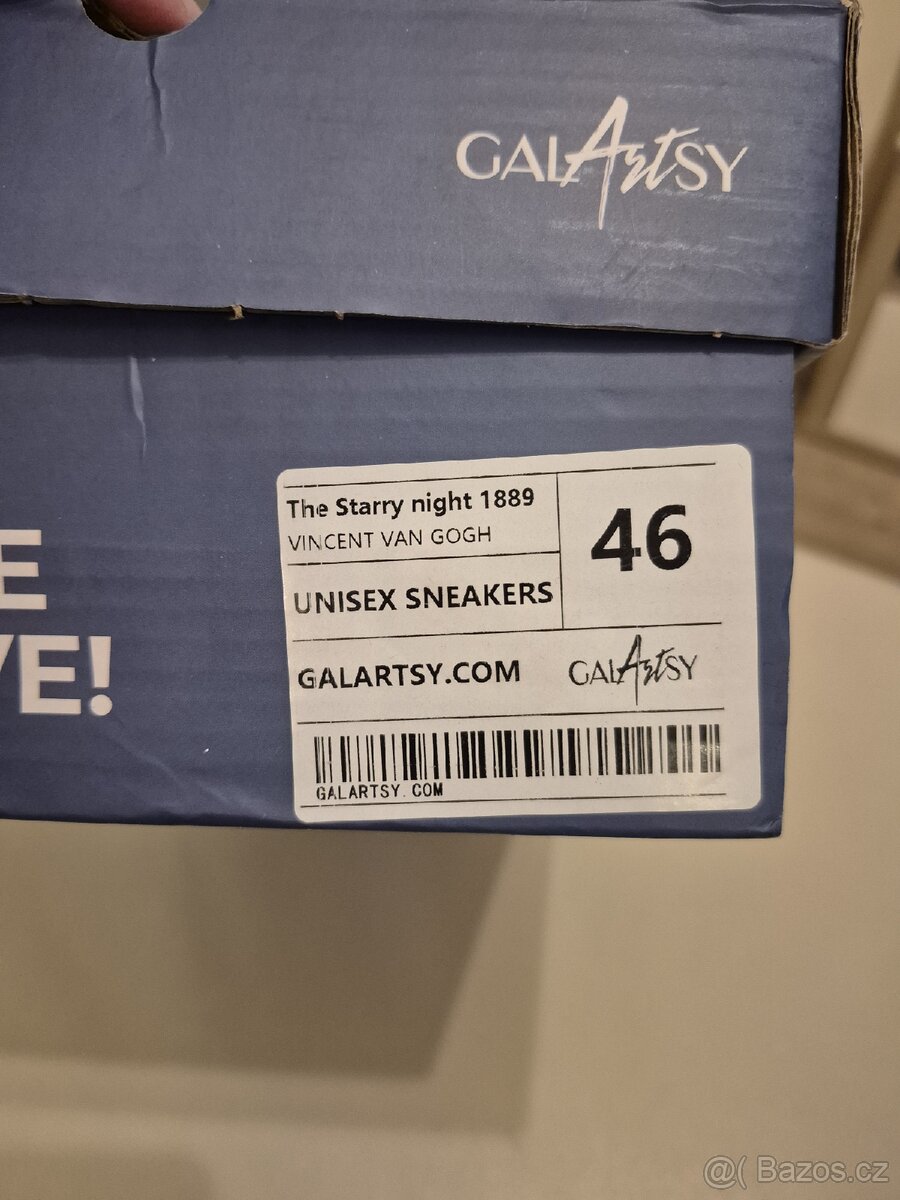 GALArtSY
The Starry night 1889
VINCENT VAN GOGH
46
UNISEX SNEAKERS
E
VE!
GALARTSY.COM
GALArtSY
GALARTSY.COM
@( Bazos.cz